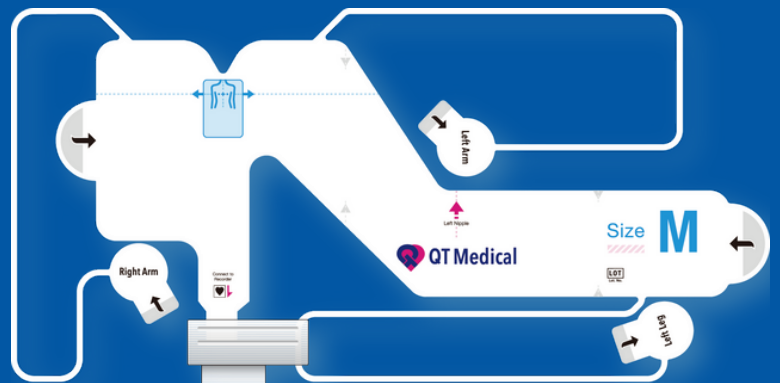 Left Arm
Left Nipple
Size M
QT Medical
Right Arm
Connect to
Recorder
LOT
Lot. No.
Left Leg